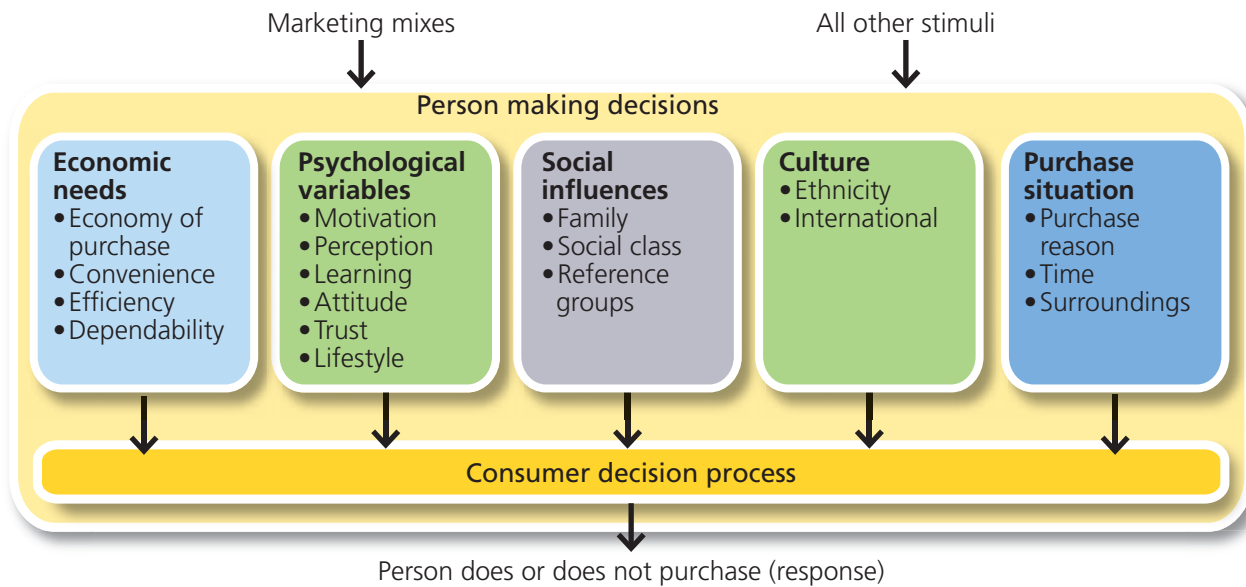 Marketing mixes
All other stimuli
Person making decisions
Economic
needs
•Economy of
purchase
•Convenience
•Efficiency
•Dependability
Psychological
variables
•Motivation
•Perception
•Learning
•Attitude
•Trust
•Lifestyle
Social
influences
•Family
•Social class
•Reference
groups
Culture
•Ethnicity
•International
Purchase
situation
•Purchase
reason
•Time
•Surroundings
Consumer decision process
Person does or does not purchase (response)